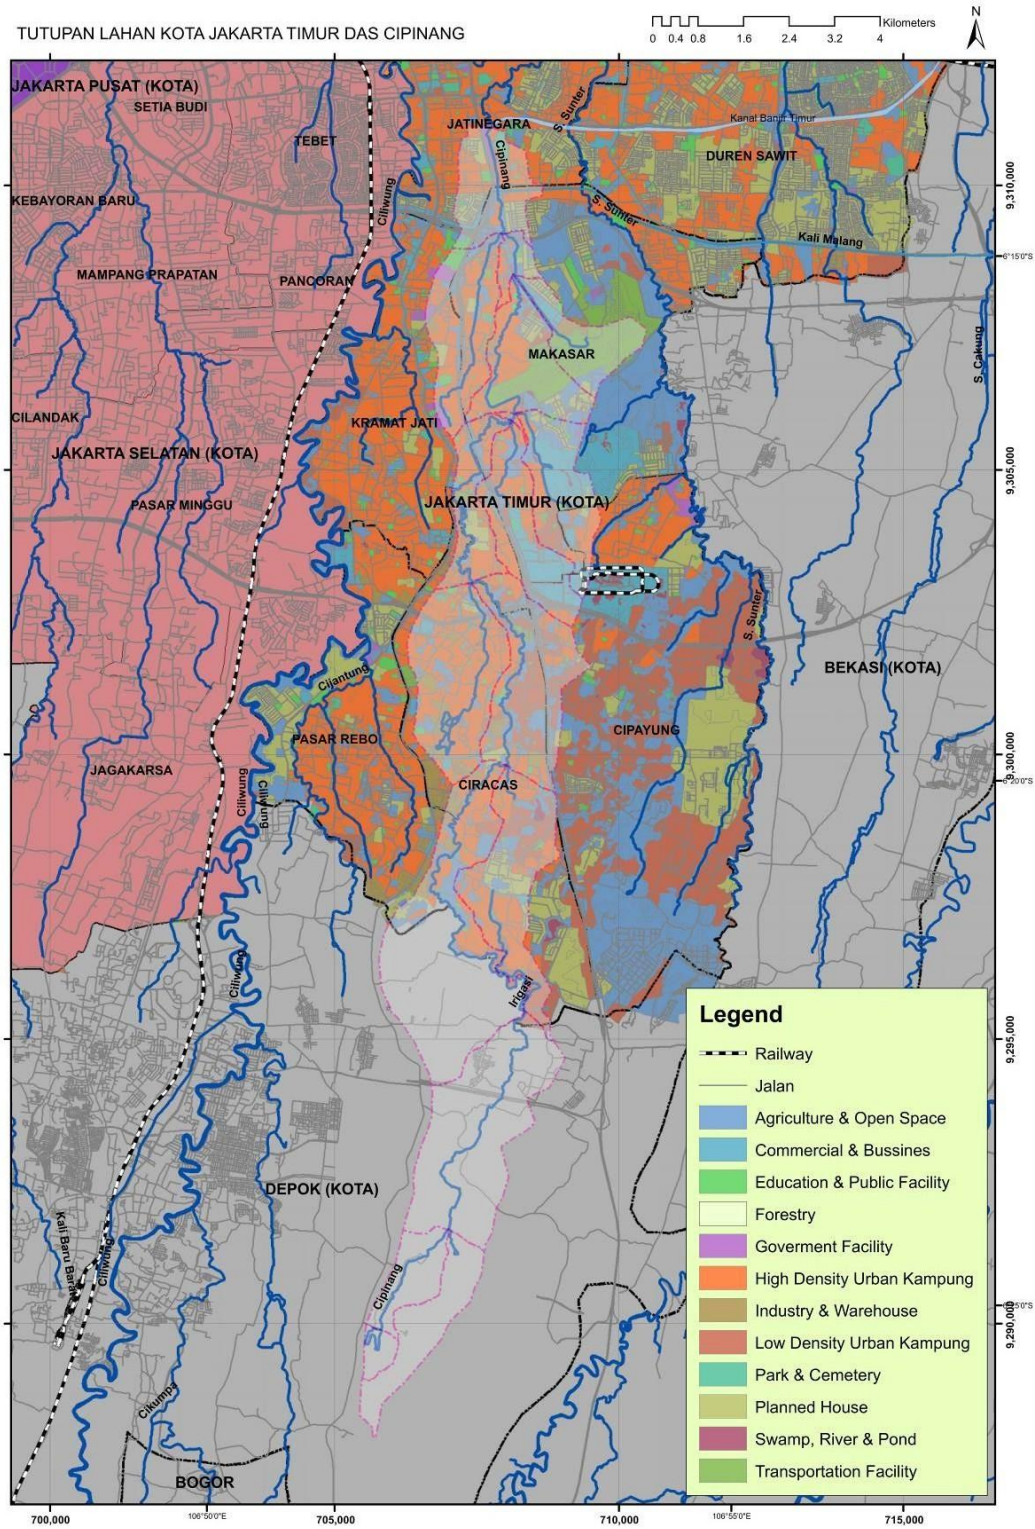 TUTUPAN LAHAN KOTA JAKARTA TIMUR DAS CIPINANG
Kilometers
0 0.4 0.8 1.6 2.4 3.2 4
N
JAKARTA PUSAT (KOTA)
SETIA BUDI
TEBET
JATINEGARA
S. Sunter
Kanal Banjir Timur
DUREN SAWIT
Cipinang
9,310,000
KEBAYORAN BARU
Ciliwung
S. Sunter
Kali Malang
6°15'0"S
MAMPANG PRAPATAN
PANCORAN
S. Cakung
MAKASAR
CILANDAK
KRAMAT JATI
JAKARTA SELATAN (KOTA)
9,305,000
PASAR MINGGU
JAKARTA TIMUR (KOTA)
S. Sunter
BEKASI (KOTA)
Cijantung
CIPAYUNG
PASAR REBO
9,300,000
JAGAKARSA
CIRACAS
6°20'0"S
Ciliwung
Ciliwung
Ciliwung
Irigasi
Legend
Railway
Jalan
Agriculture & Open Space
Commercial & Bussines
Education & Public Facility
Forestry
Goverment Facility
High Density Urban Kampung
Industry & Warehouse
Low Density Urban Kampung
Park & Cemetery
Planned House
Swamp, River & Pond
Transportation Facility
9,295,000
DEPOK (KOTA)
Kali Baru Barat
Ciliwung
Cipinang
9,290,000
Cikumpa
BOGOR
700,000
106°50'0"E
705,000
710,000
106°55'0"E
715,000